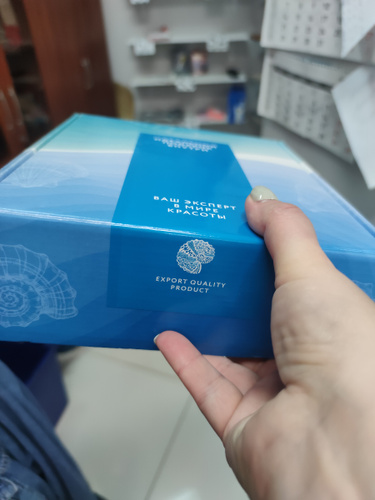 ВАШ ЭКСПЕРТ
В МИРЕ
КРАСОТЫ
EXPORT QUALITY
PRODUCT